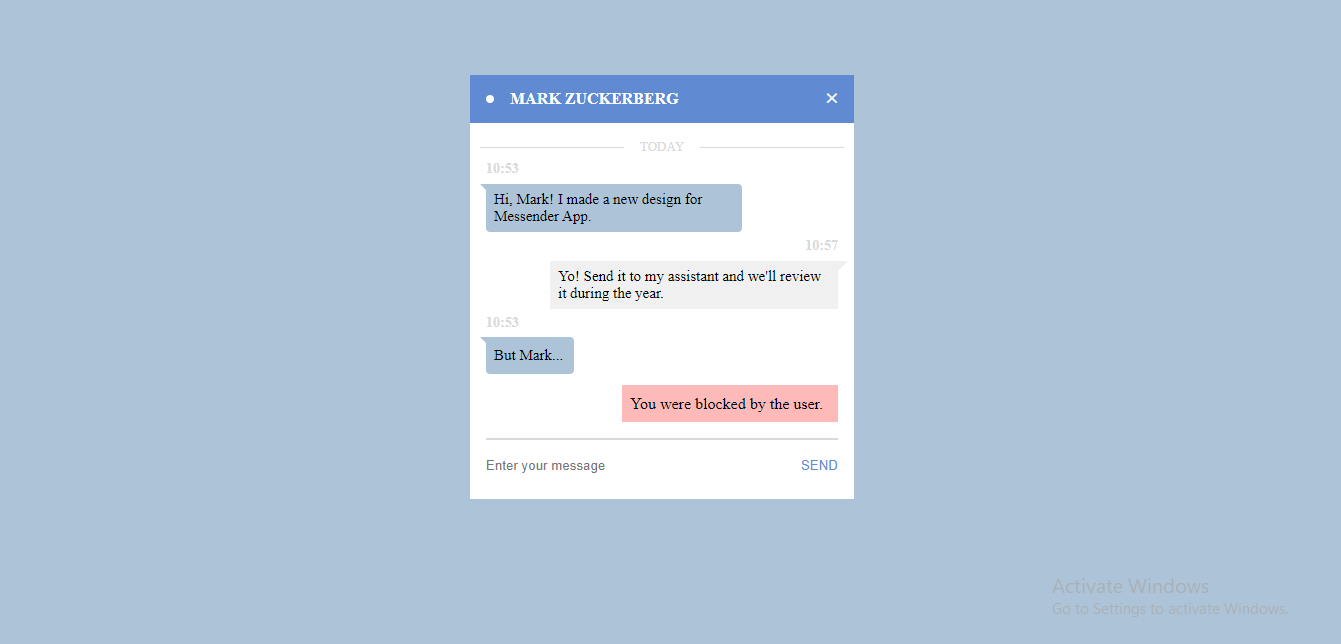 MARK ZUCKERBERG ×
TODAY
10:53
Hi, Mark! I made a new design for
Messender App.
10:57
Yo! Send it to my assistant and we'll review
it during the year.
10:53
But Mark...
You were blocked by the user.
Enter your message SEND
Activate Windows
Go to Settings to activate Windows.